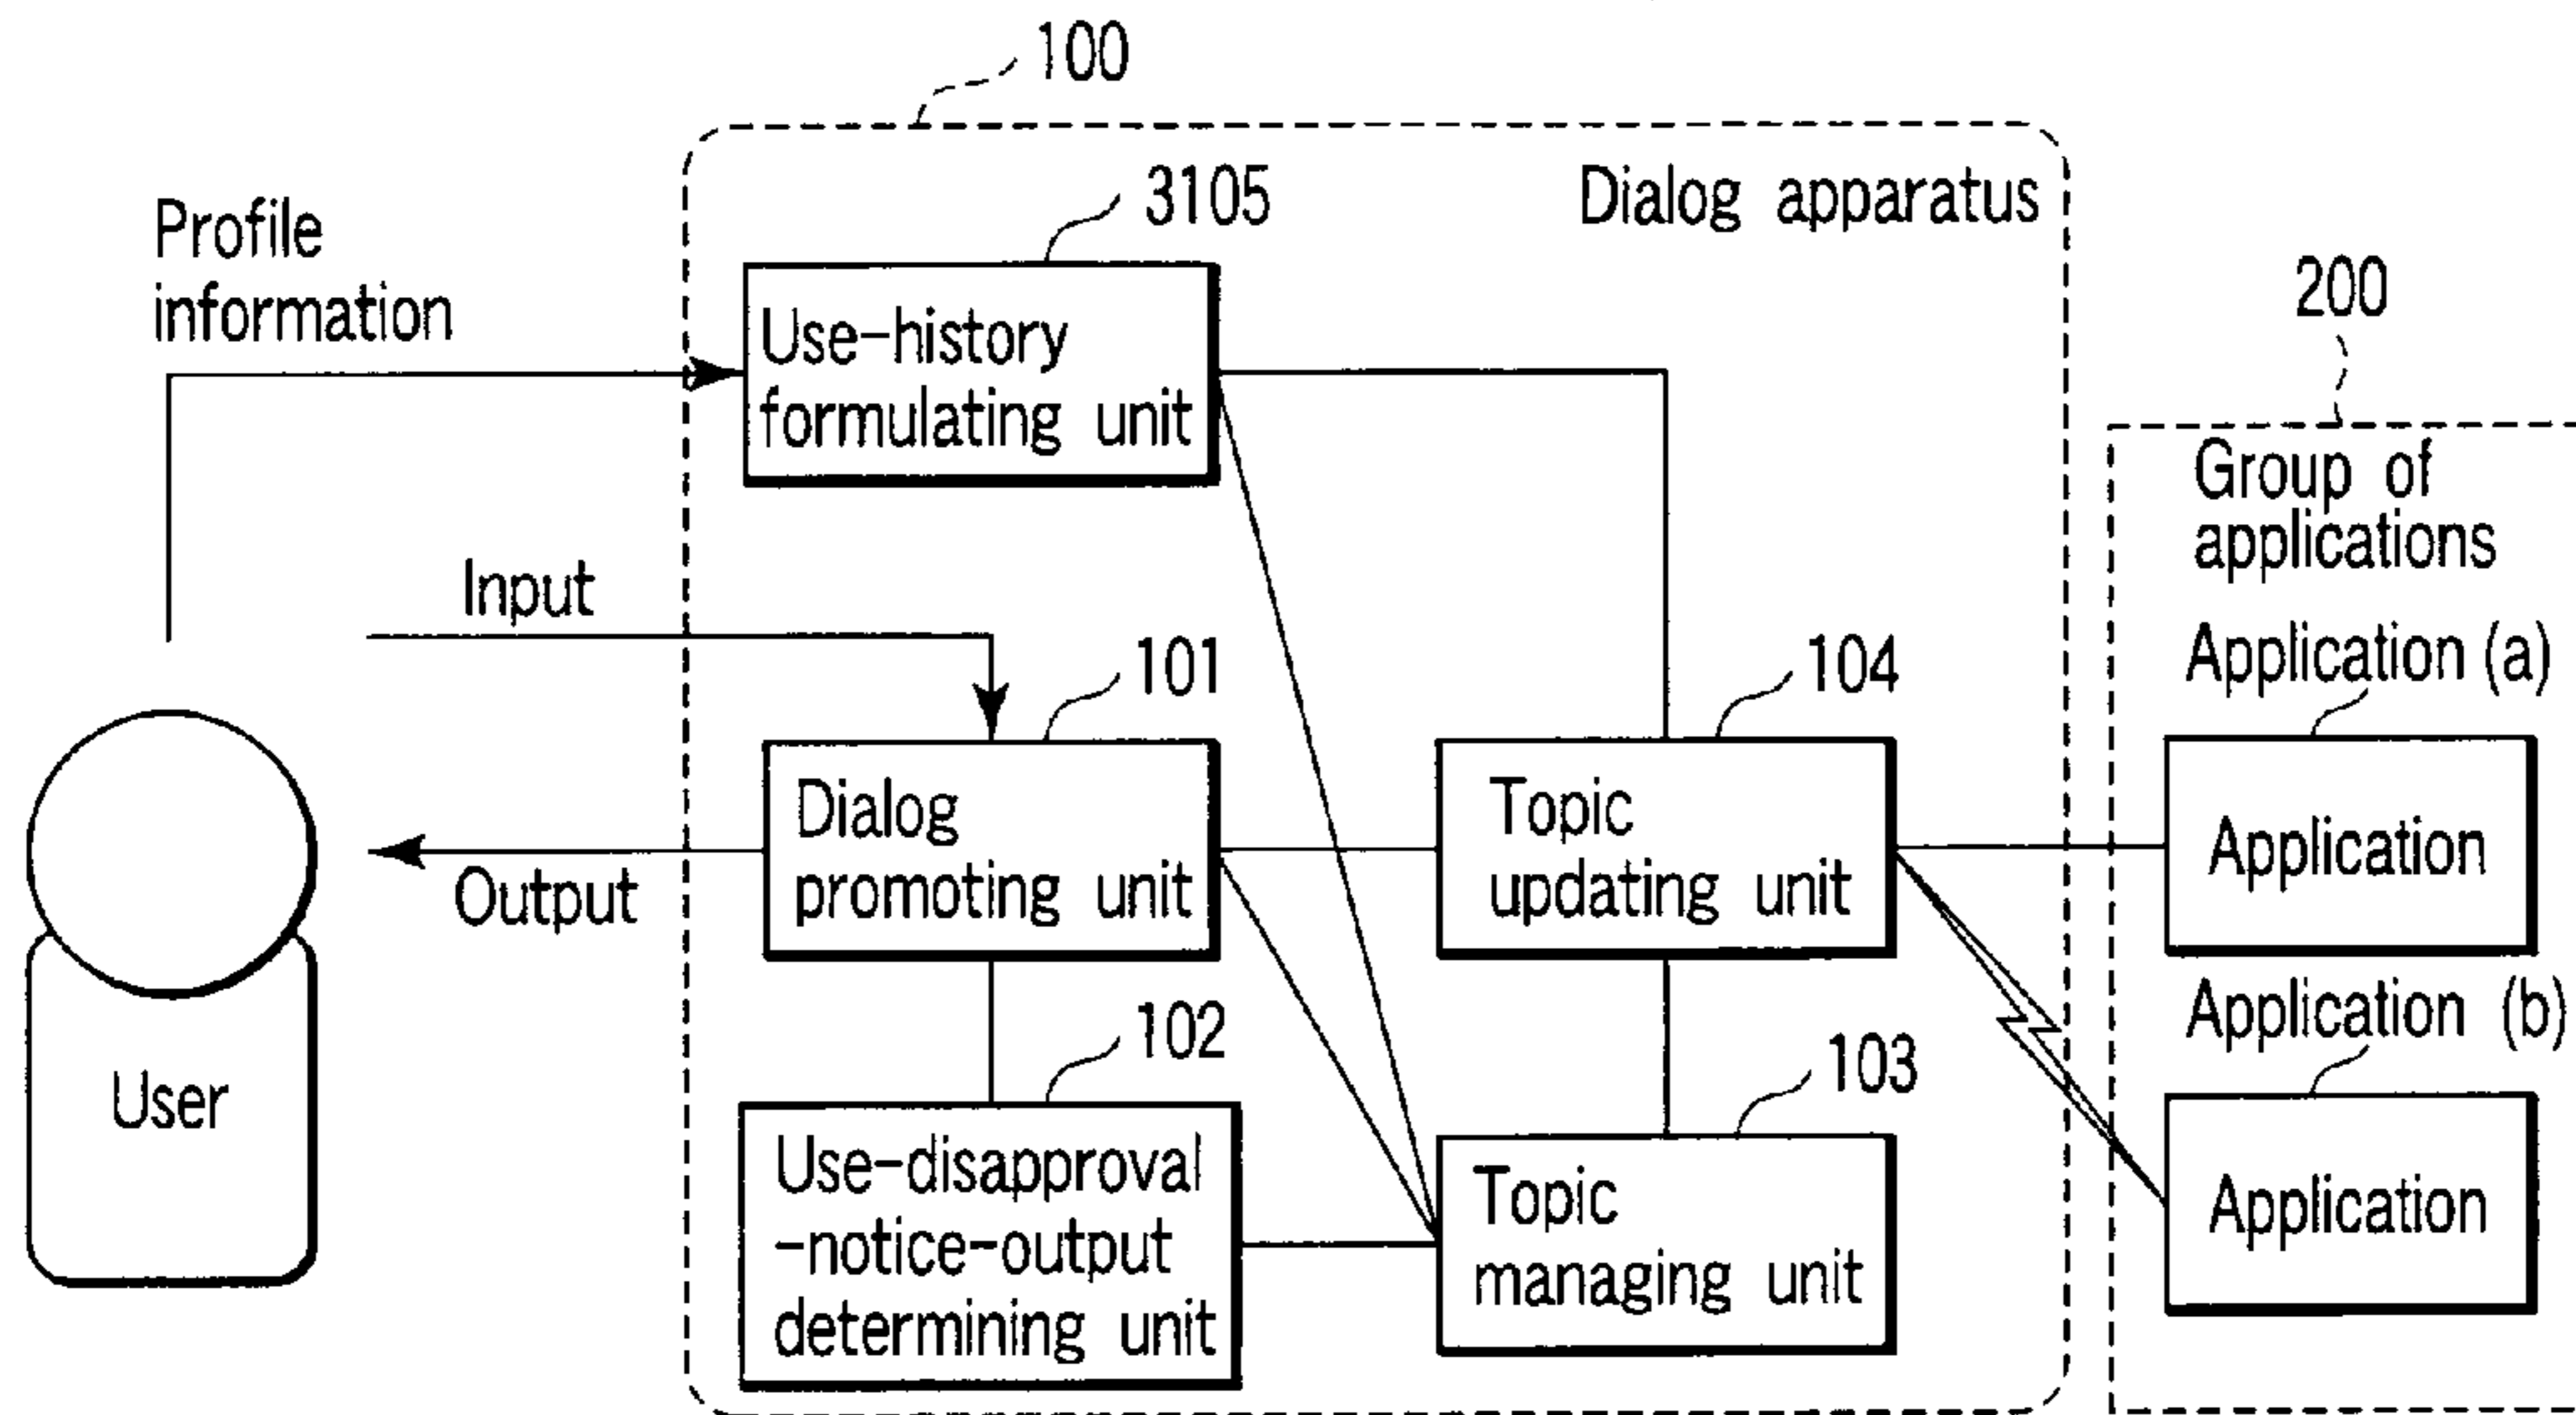 100
3105
Dialog apparatus
Profile
information
Use-history
formulating unit
200
Group of
applications
Input
101
104
Application (a)
Dialog
promoting unit
Topic
updating unit
Application
Output
102
103
Application (b)
User
Use-disapproval
-notice-output
determining unit
Topic
managing unit
Application